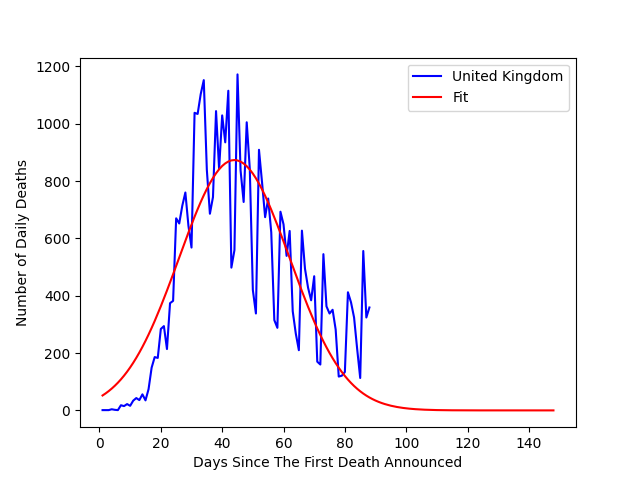 United Kingdom
Fit
Number of Daily Deaths
1200
1000
800
600
400
200
0
0 20 40 60 80 100 120 140
Days Since The First Death Announced